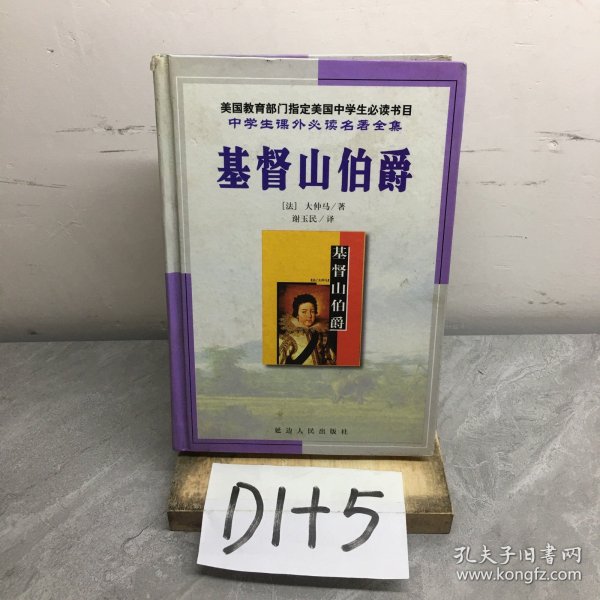 美国教育部门指定美国中学生必读书目
中学生课外必读名著全集
基督山伯爵
[法] 大仲马/著
谢玉民/译
基督山伯爵
延边人民出版社
D1+5
孔夫子旧书网
www.kongfz.com